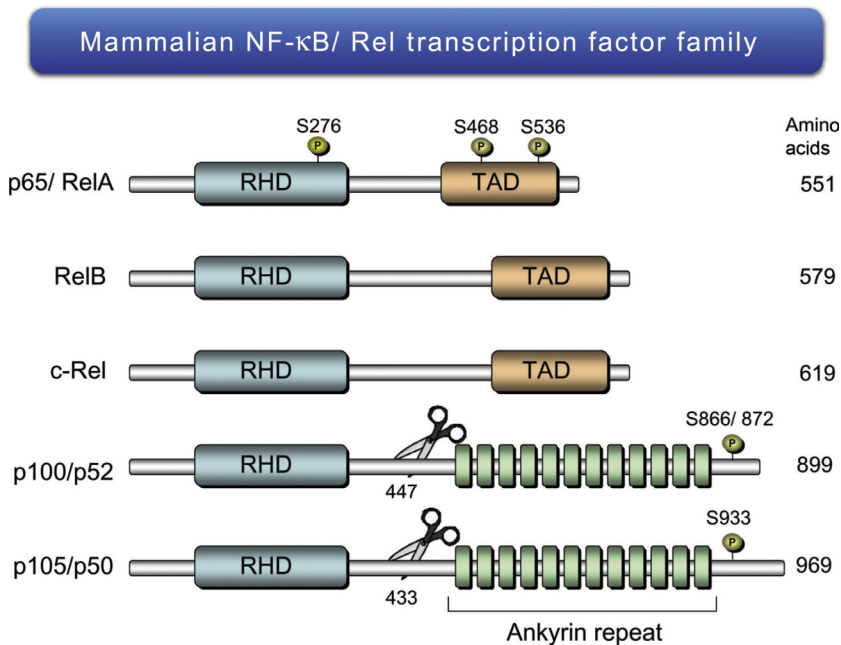 Mammalian NF-κB/ Rel transcription factor family
Amino
acids
S276
S468
S536
P
P
P
p65/ RelA
RHD
TAD
551
RelB
RHD
TAD
579
c-Rel
RHD
TAD
619
S866/ 872
P
p100/p52
RHD
447
899
S933
P
p105/p50
RHD
433
969
Ankyrin repeat